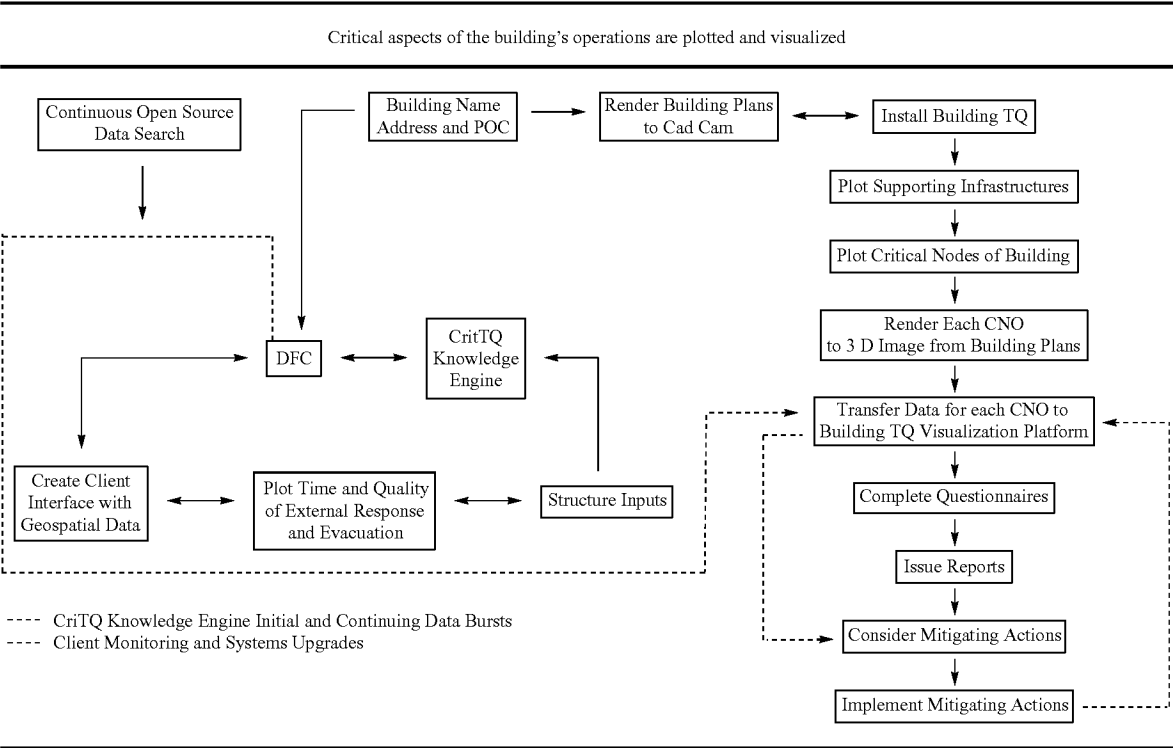 Critical aspects of the building's operations are plotted and visualized
Continuous Open Source
Data Search
Building Name
Address and POC
Render Building Plans
to Cad Cam
Install Building TQ
Plot Supporting Infrastructures
Plot Critical Nodes of Building
Render Each CNO
to 3 D Image from Building Plans
DFC
CritTQ
Knowledge
Engine
Transfer Data for each CNO to
Building TQ Visualization Platform
Create Client
Interface with
Geospatial Data
Plot Time and Quality
of External Response
and Evacuation
Structure Inputs
Complete Questionnaires
Issue Reports
Consider Mitigating Actions
Implement Mitigating Actions
CriTQ Knowledge Engine Initial and Continuing Data Bursts
Client Monitoring and Systems Upgrades